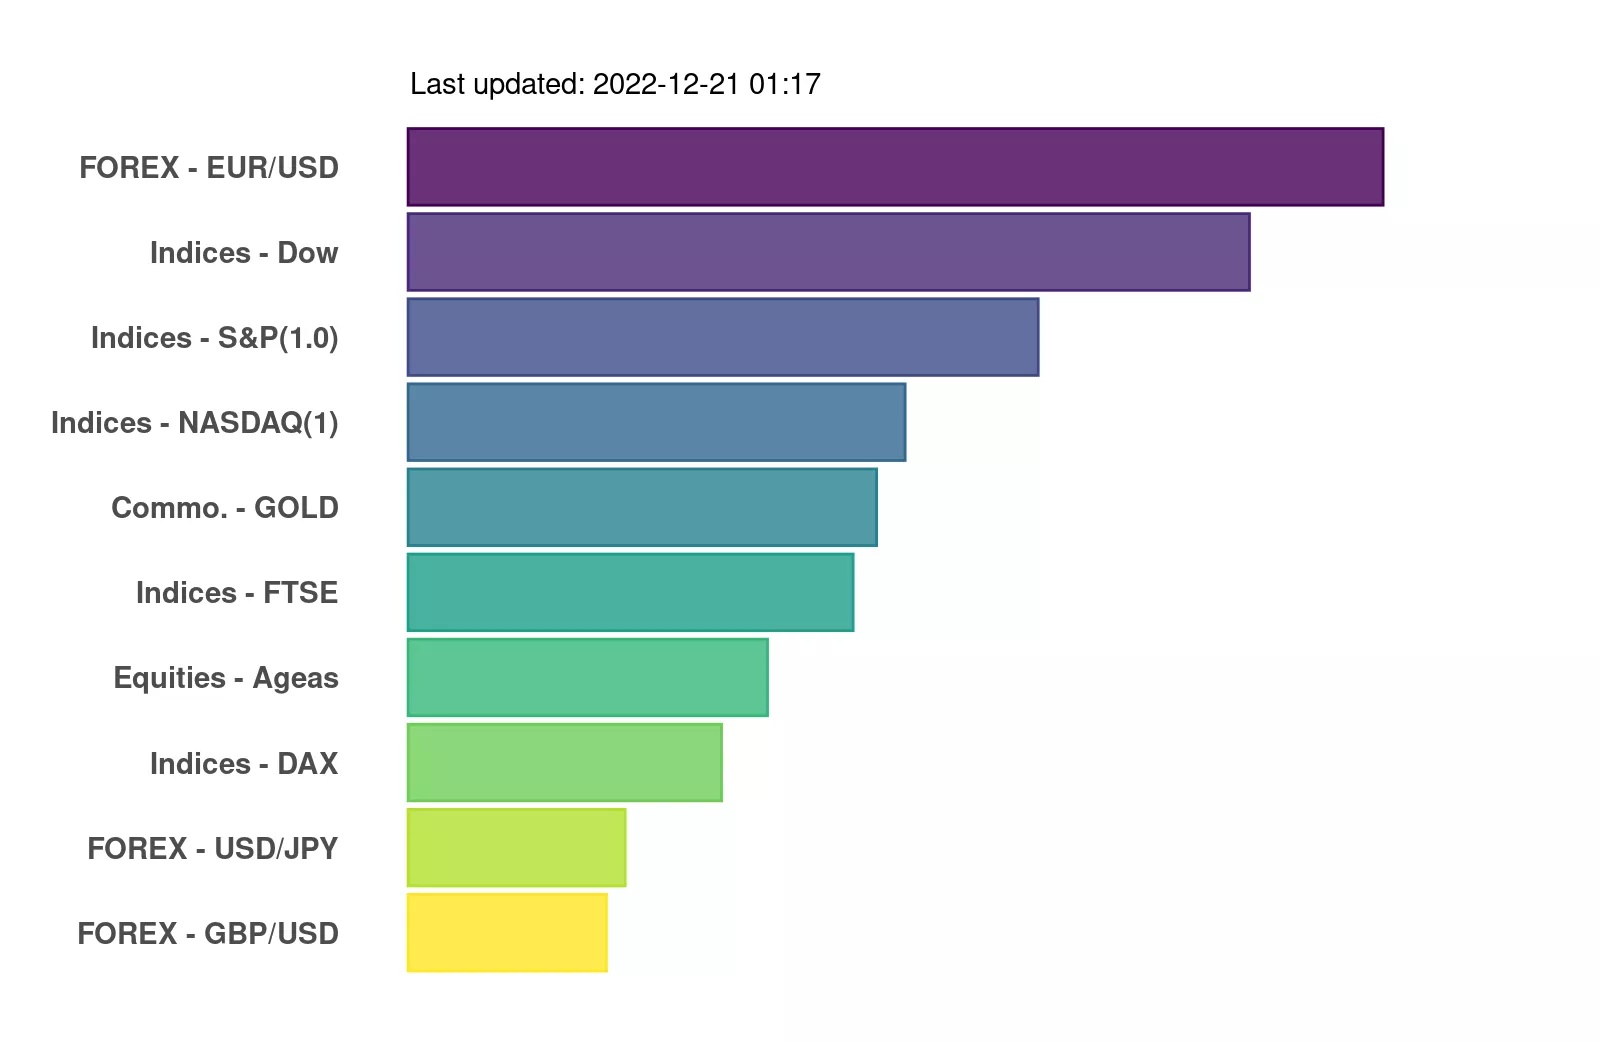 Last updated: 2022-12-21 01:17
FOREX - EUR/USD
Indices - Dow
Indices - S&P(1.0)
Indices - NASDAQ(1)
Commo. - GOLD
Indices - FTSE
Equities - Ageas
Indices - DAX
FOREX - USD/JPY
FOREX - GBP/USD